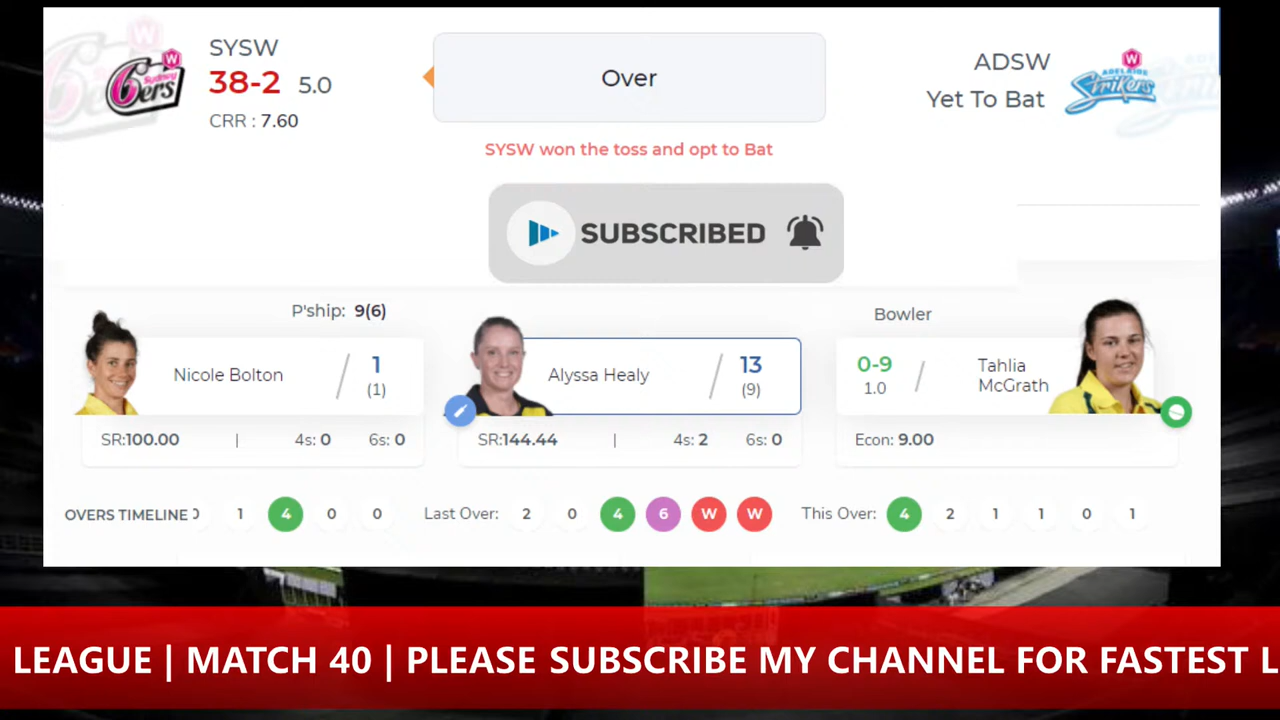 SYSW
38-2 5.0
CRR : 7.60
Over
SYSW won the toss and opt to Bat
ADSW
Yet To Bat
W
sydney
6ers
W
ADELAIDE
Strikers
SUBSCRIBED
P'ship: 9(6)
Nicole Bolton / 1 (1)
SR:100.00 | 4s: 0 6s: 0
Alyssa Healy / 13 (9)
SR:144.44 | 4s: 2 6s: 0
Bowler
0-9 1.0 / Tahlia McGrath
Econ: 9.00
OVERS TIMELINE 1 4 0 0 Last Over: 2 0 4 6 W W This Over: 4 2 1 1 0 1
LEAGUE | MATCH 40 | PLEASE SUBSCRIBE MY CHANNEL FOR FASTEST L